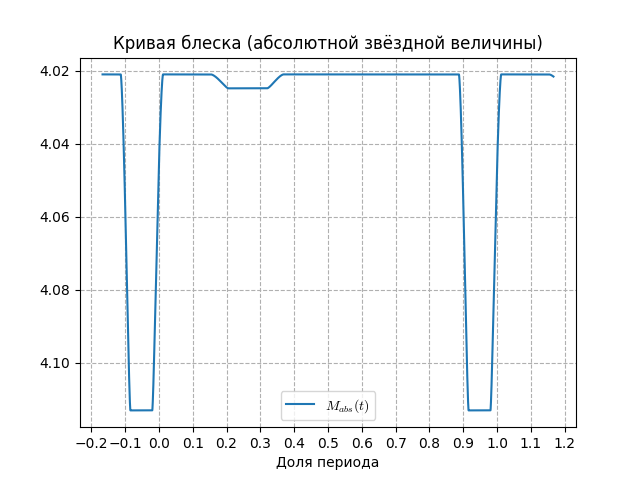 Кривая блеска (абсолютной звёздной величины)
4.02
4.04
4.06
4.08
4.10
M_abs(t)
−0.2 −0.1 0.0 0.1 0.2 0.3 0.4 0.5 0.6 0.7 0.8 0.9 1.0 1.1 1.2
Доля периода